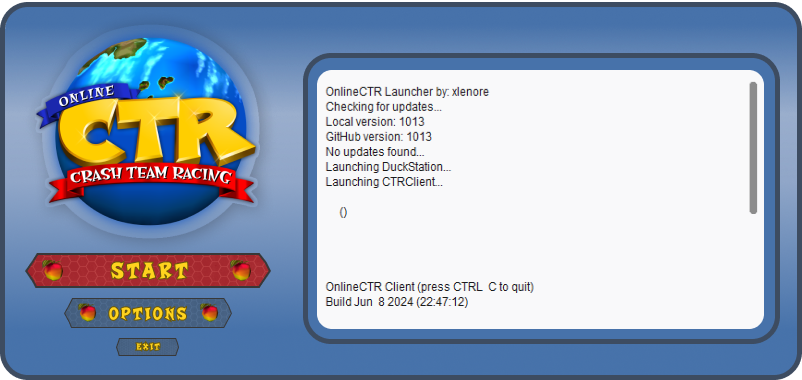 ONLINE
CTR
CRASH TEAM RACING
START
OPTIONS
EXIT
OnlineCTR Launcher by: xlenore
Checking for updates...
Local version: 1013
GitHub version: 1013
No updates found...
Launching DuckStation...
Launching CTRClient...
()
OnlineCTR Client (press CTRL  C to quit)
Build Jun  8 2024 (22:47:12)